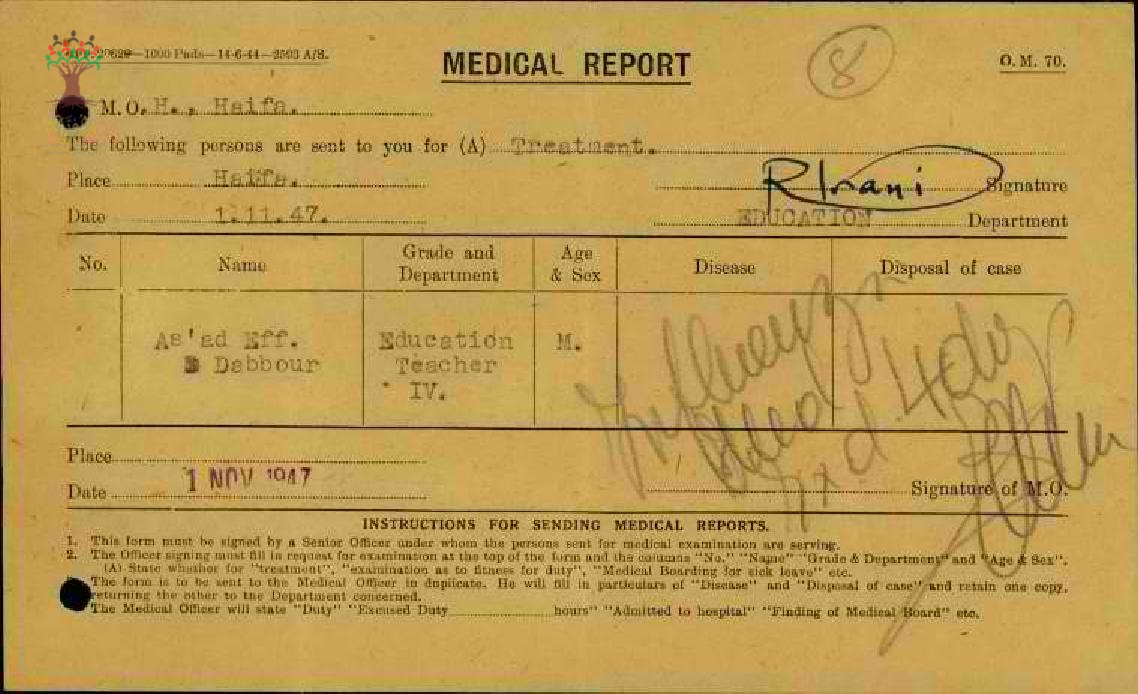 1000 Pads—14-6-44—2593 A/S.
MEDICAL REPORT
8
O. M. 70.
M. O. H., Haifa.
The following persons are sent to you for (A) Treatment.
Place Haifa. Signature
Date 1.11.47. EDUCATION Department
No. Name Grade and Department Age & Sex Disease Disposal of case
As'ad Eff. Education M.
Dabbour Teacher
IV.
Place
Date 1 NOV 1947 Signature of M.O.
INSTRUCTIONS FOR SENDING MEDICAL REPORTS.
1. This form must be signed by a Senior Officer under whom the persons sent for medical examination are serving.
2. The Officer signing must fill in request for examination at the top of the form and the columns "No." "Name" "Grade & Department" and "Age & Sex".
(A) State whether for "treatment", "examination as to fitness for duty", "Medical Boarding for sick leave" etc.
The form is to be sent to the Medical Officer in duplicate. He will fill in particulars of "Disease" and "Disposal of case" and retain one copy,
returning the other to the Department concerned.
The Medical Officer will state "Duty" "Excused Duty hours" "Admitted to hospital" "Finding of Medical Board" etc.